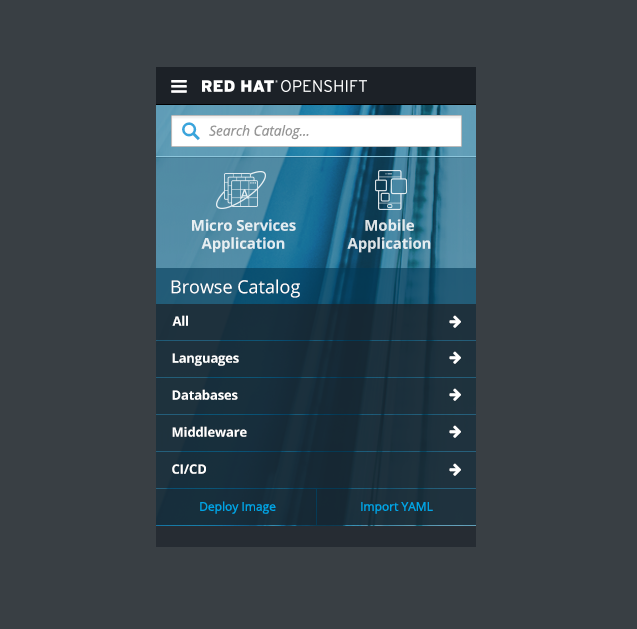 RED HAT® OPENSHIFT
Search Catalog...
Micro Services
Application
Mobile
Application
Browse Catalog
All
Languages
Databases
Middleware
CI/CD
Deploy Image
Import YAML